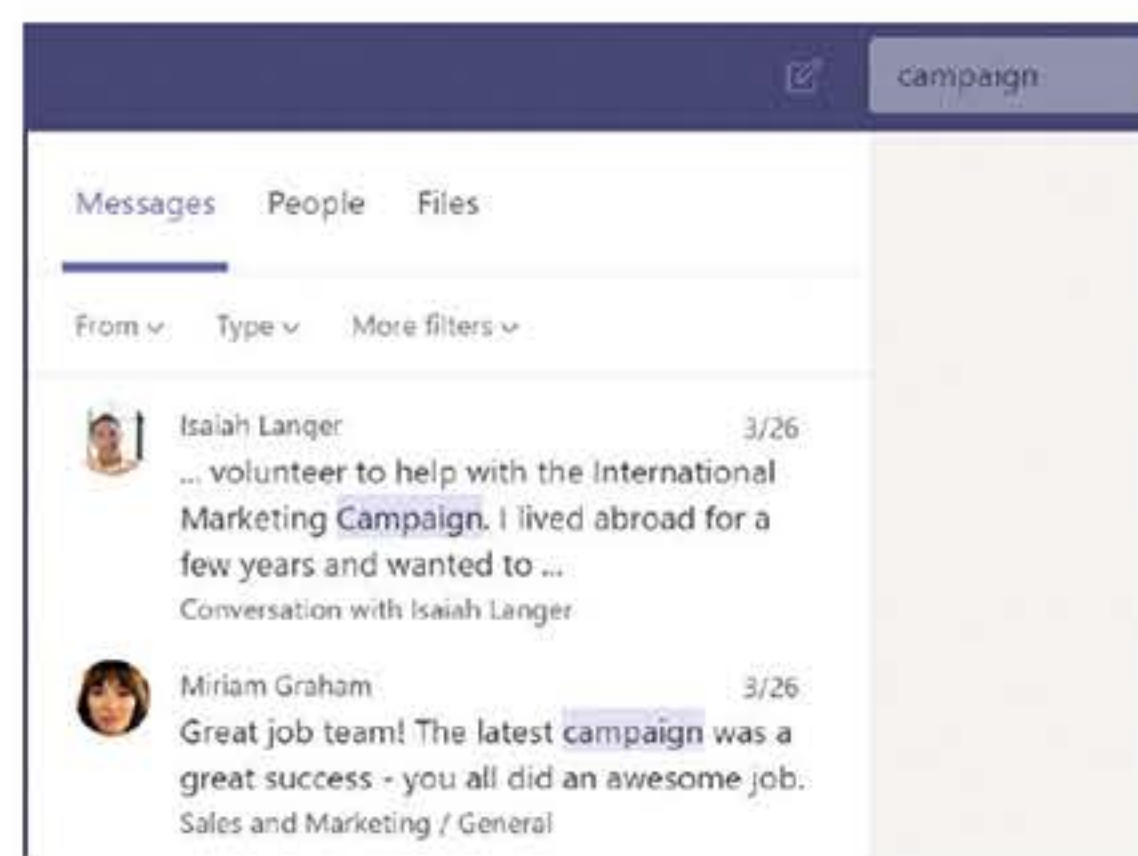 campaign
Messages People Files
From Type More filters
Isaiah Langer 3/26
... volunteer to help with the International
Marketing Campaign. I lived abroad for a
few years and wanted to ...
Conversation with Isaiah Langer
Miriam Graham 3/26
Great job team! The latest campaign was a
great success - you all did an awesome job.
Sales and Marketing / General